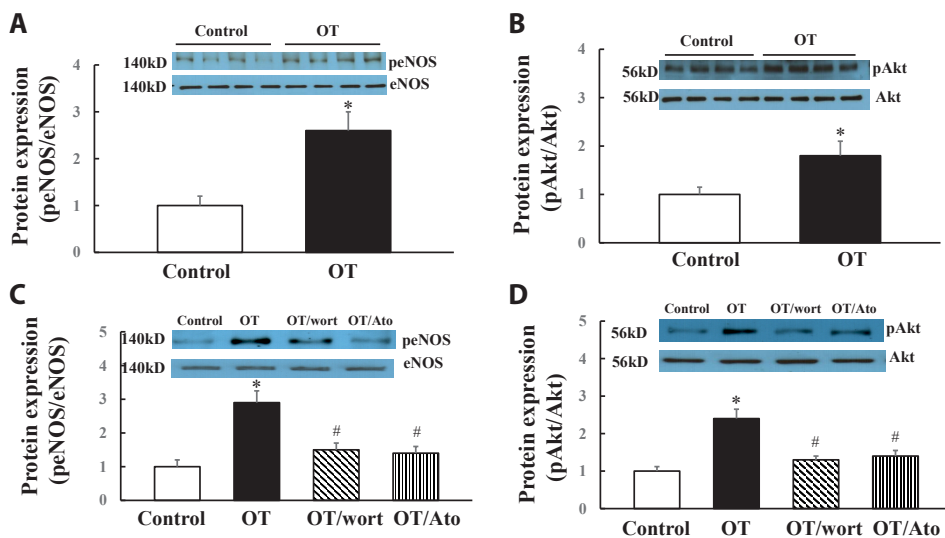 A
Control OT
140kD peNOS
140kD eNOS
Protein expression
(peNOS/eNOS)
4
3
2
1
0
*
Control OT
B
Control OT
56kD pAkt
56kD Akt
Protein expression
(pAkt/Akt)
4
3
2
1
0
*
Control OT
C
Control OT OT/wort OT/Ato
140kD peNOS
140kD eNOS
Protein expression
(peNOS/eNOS)
5
4
3
2
1
0
* # #
Control OT OT/wort OT/Ato
D
Control OT OT/wort OT/Ato
56kD pAkt
56kD Akt
Protein expression
(pAkt/Akt)
5
4
3
2
1
0
* # #
Control OT OT/wort OT/Ato